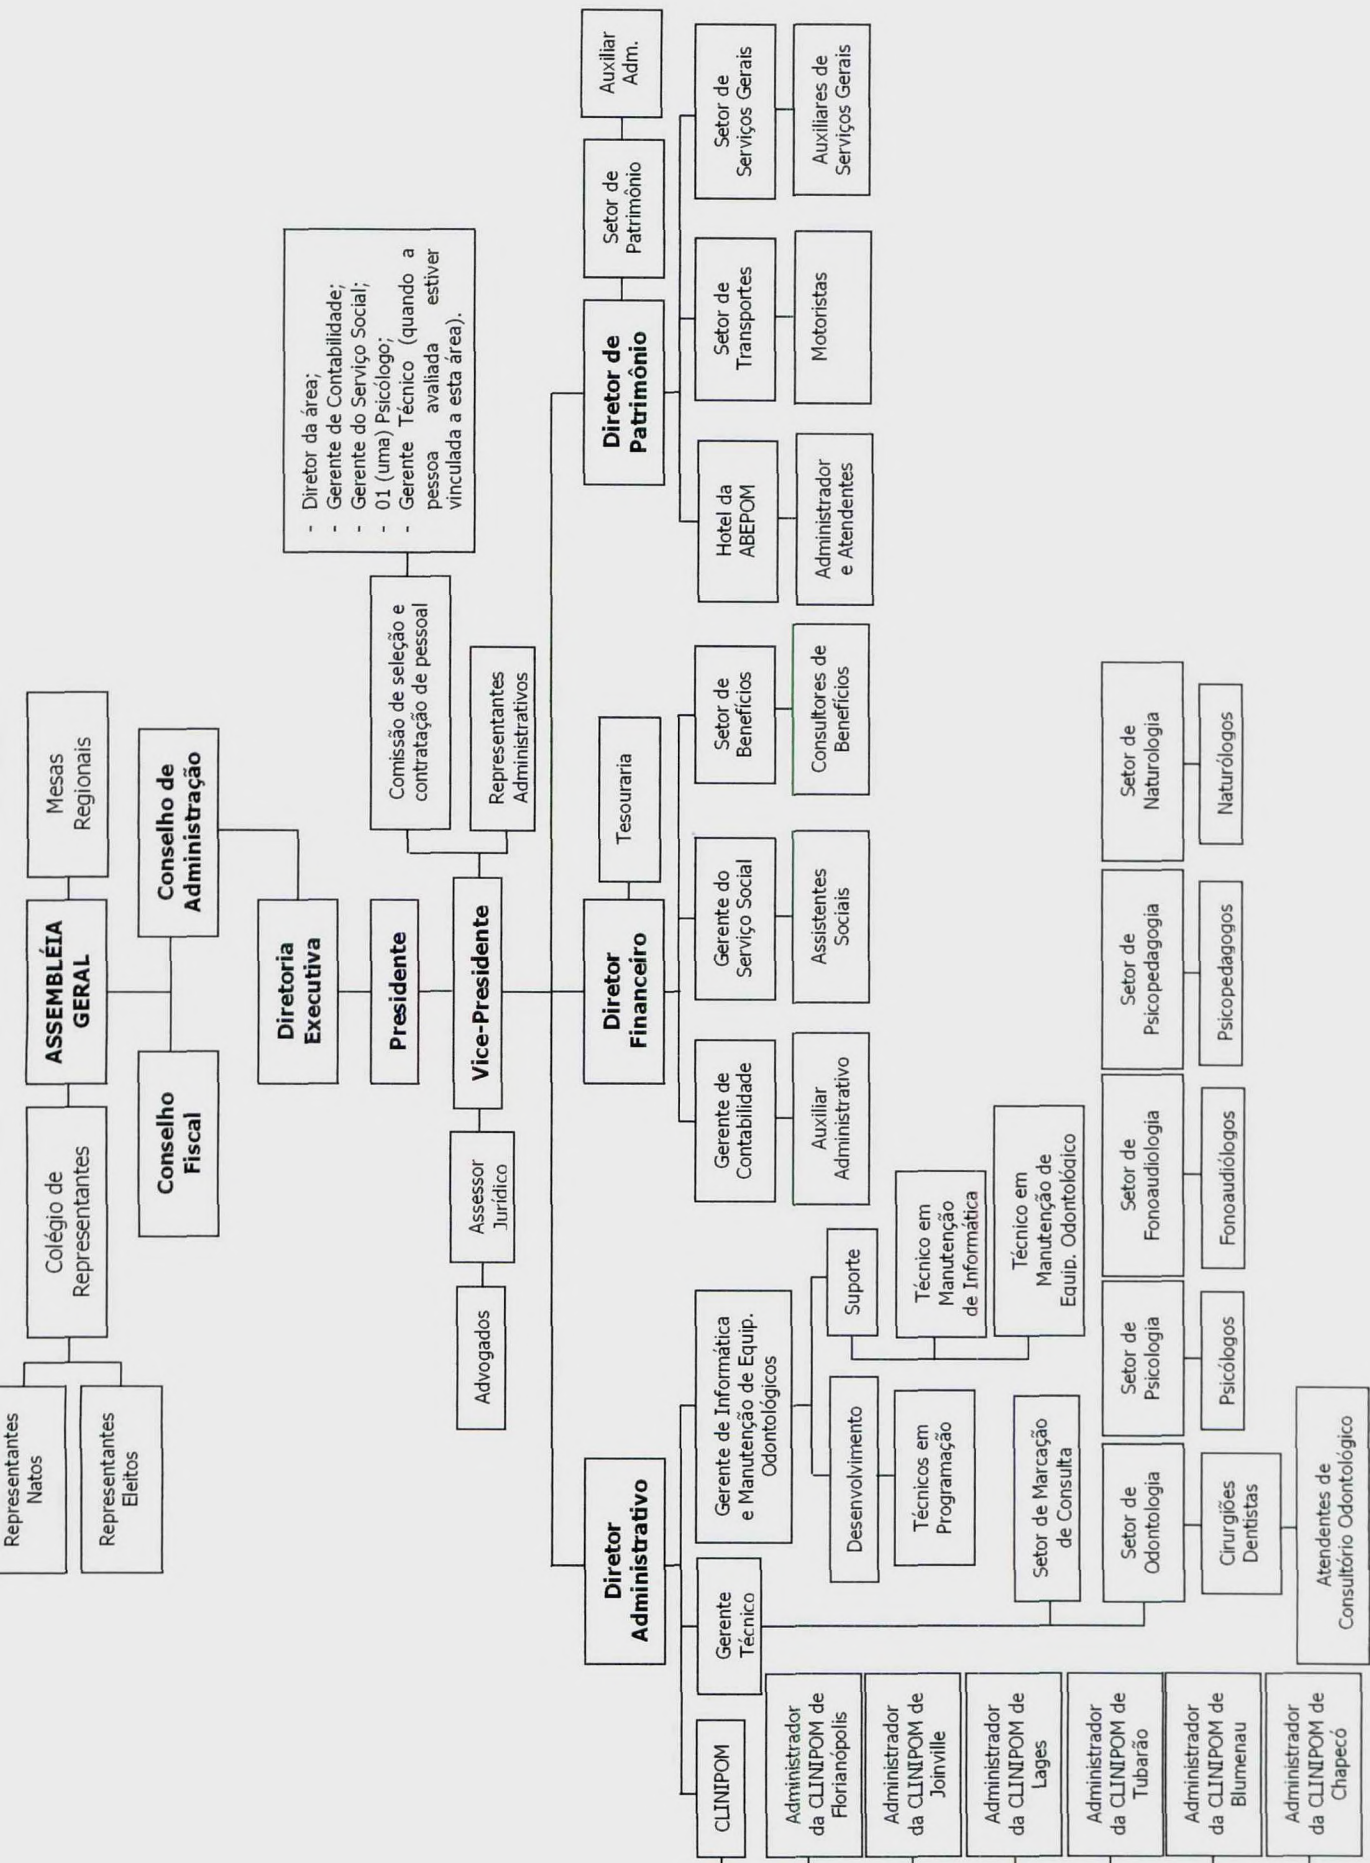 Representantes
Natos
Representantes
Eleitos
Colégio de
Representantes
ASSEMBLÉIA
GERAL
Mesas
Regionais
Conselho
Fiscal
Conselho de
Administração
Diretoria
Executiva
Presidente
Vice-Presidente
Advogados
Assessor
Jurídico
Comissão de seleção e
contratação de pessoal
Representantes
Administrativos
- Diretor da área;
- Gerente de Contabilidade;
- Gerente do Serviço Social;
- 01 (uma) Psicólogo;
- Gerente Técnico (quando a
pessoa avaliada estiver
vinculada a esta área).
Diretor
Administrativo
Diretor
Financeiro
Tesouraria
Diretor de
Patrimônio
Setor de
Patrimônio
Auxiliar
Adm.
CLINIPOM
Gerente
Técnico
Gerente de Informática
e Manutenção de Equip.
Odontológicos
Gerente de
Contabilidade
Gerente do
Serviço Social
Setor de
Benefícios
Hotel da
ABEPOM
Setor de
Transportes
Setor de
Serviços Gerais
Auxiliar
Administrativo
Assistentes
Sociais
Consultores de
Benefícios
Administrador
e Atendentes
Motoristas
Auxiliares de
Serviços Gerais
Administrador
da CLINIPOM de
Florianópolis
Administrador
da CLINIPOM de
Joinville
Administrador
da CLINIPOM de
Lages
Administrador
da CLINIPOM de
Tubarão
Administrador
da CLINIPOM de
Blumenau
Administrador
da CLINIPOM de
Chapecó
Desenvolvimento
Suporte
Técnicos em
Programação
Técnico em
Manutenção
de Informática
Técnico em
Manutenção de
Equip. Odontológico
Setor de Marcação
de Consulta
Setor de
Odontologia
Setor de
Psicologia
Setor de
Fonoaudiologia
Setor de
Psicopedagogia
Setor de
Naturologia
Cirurgiões
Dentistas
Psicólogos
Fonoaudiólogos
Psicopedagogos
Naturólogos
Atendentes de
Consultório Odontológico